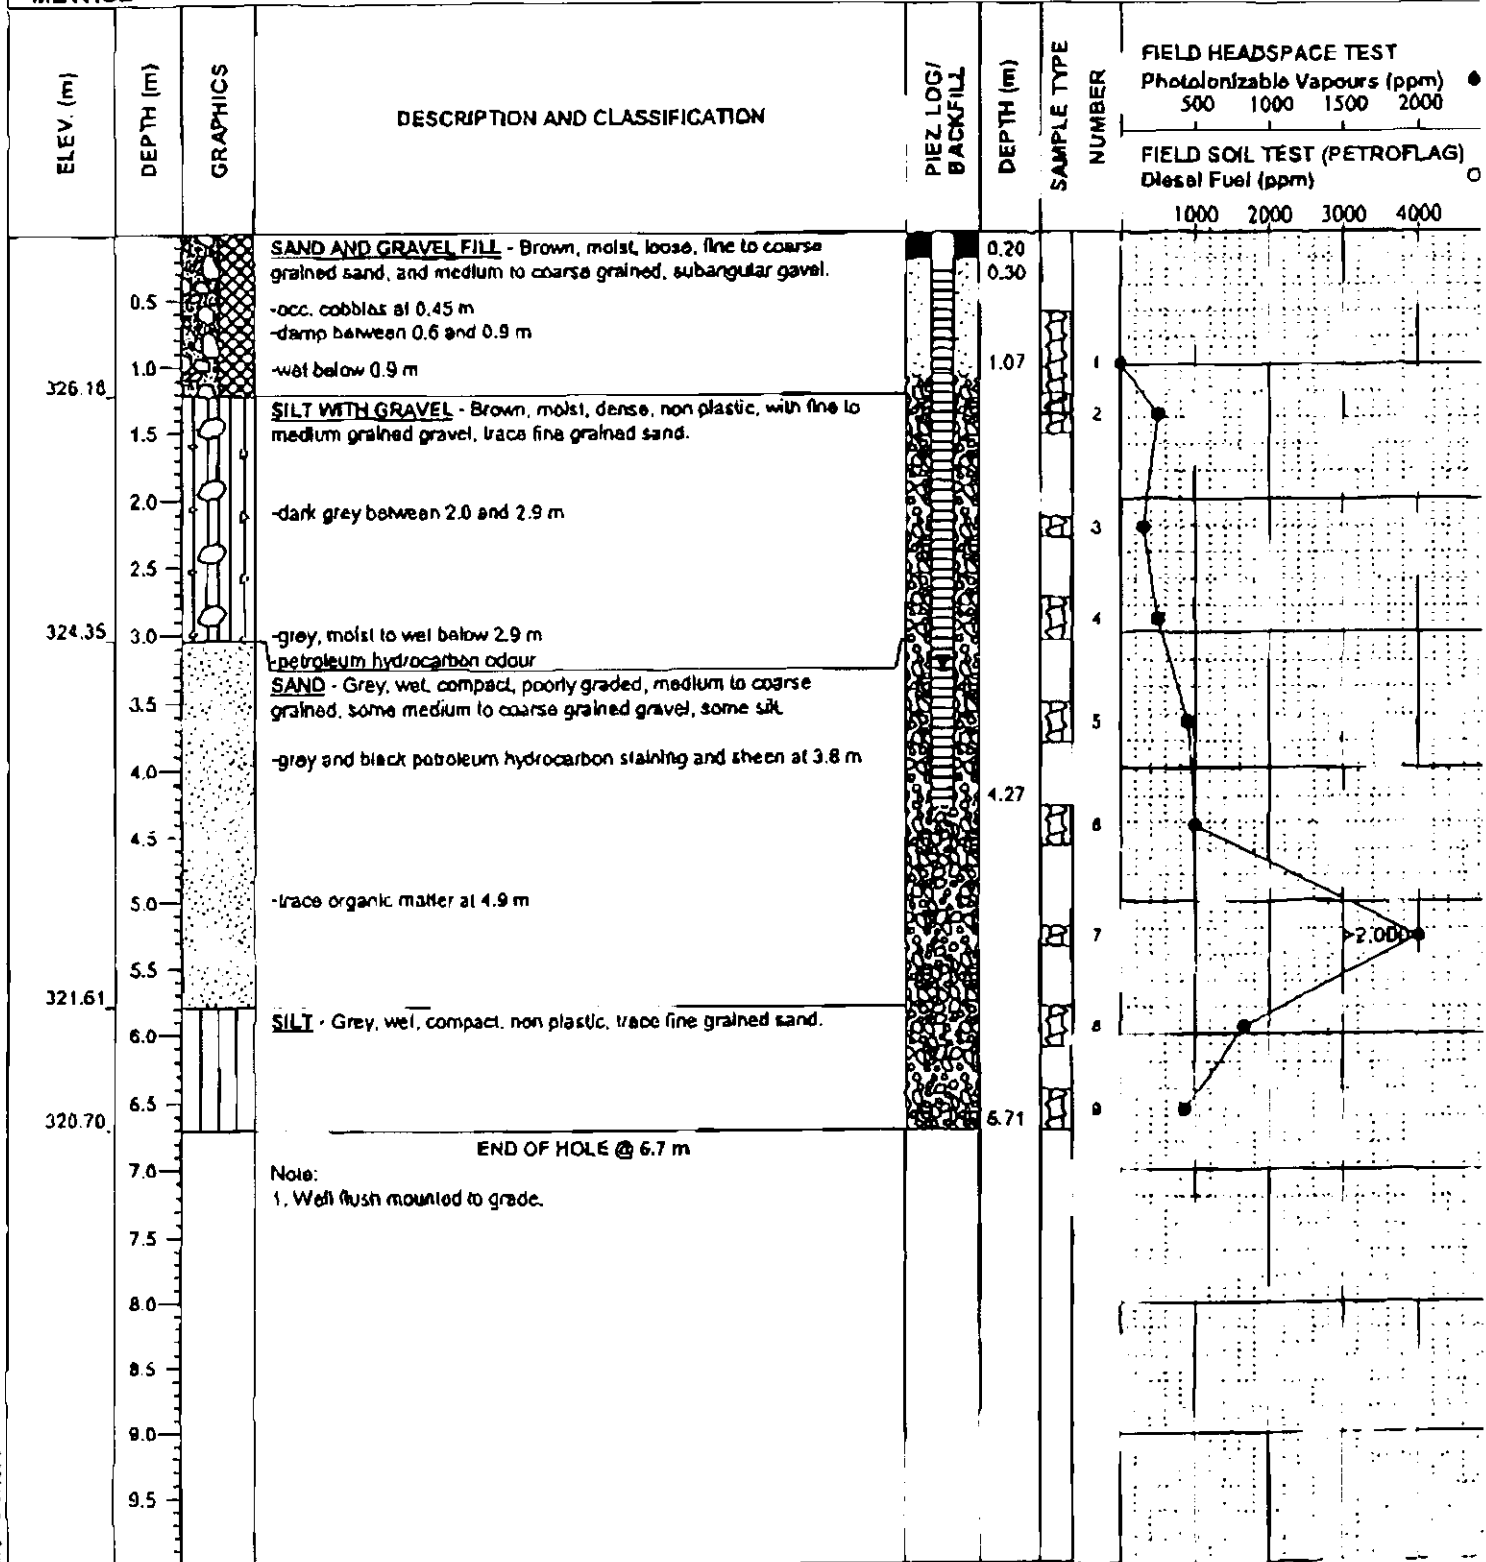 ELEV. (m)
DEPTH (m)
GRAPHICS
DESCRIPTION AND CLASSIFICATION
PIEZ. LOG/
BACKFILL
DEPTH (m)
SAMPLE TYPE
NUMBER
FIELD HEADSPACE TEST
PhotoIonizable Vapours (ppm)
500 1000 1500 2000
FIELD SOIL TEST (PETROFLAG)
Diesel Fuel (ppm)
1000 2000 3000 4000
SAND AND GRAVEL FILL - Brown, moist, loose, fine to coarse
grained sand, and medium to coarse grained, subangular gavel.
0.20
0.30
0.5
-occ. cobbles at 0.45 m
-damp between 0.6 and 0.9 m
1.0
-wet below 0.9 m
1.07
1
326.18
SILT WITH GRAVEL - Brown, moist, dense, non plastic, with fine to
medium grained gravel, trace fine grained sand.
2
1.5
2.0
-dark grey between 2.0 and 2.9 m
3
2.5
4
324.35
3.0
-grey, moist to wet below 2.9 m
-petroleum hydrocarbon odour
SAND - Grey, wet, compact, poorly graded, medium to coarse
grained, some medium to coarse grained gravel, some silt.
3.5
5
-grey and black petroleum hydrocarbon staining and sheen at 3.8 m
4.0
4.27
4.5
6
5.0
-trace organic matter at 4.9 m
7
>2.000
5.5
321.61
SILT - Grey, wet, compact, non plastic, trace fine grained sand.
6.0
8
6.5
320.70
6.71
9
END OF HOLE @ 6.7 m
7.0
Note:
1. Well flush mounted to grade.
7.5
8.0
8.5
9.0
9.5